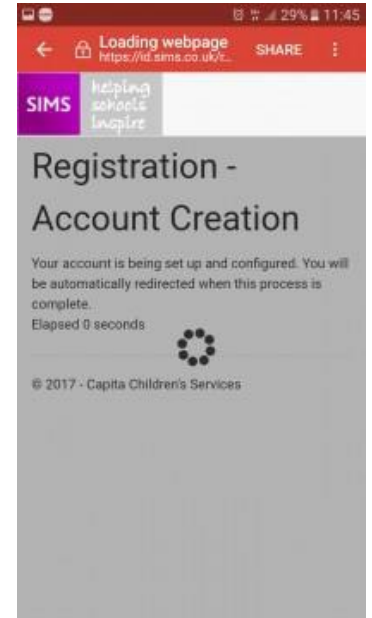 29% 11:45
Loading webpage
https://id.sims.co.uk/r...
SHARE
SIMS
helping
schools
inspire
Registration -
Account Creation
Your account is being set up and configured. You will
be automatically redirected when this process is
complete.
Elapsed 0 seconds
© 2017 - Capita Children's Services